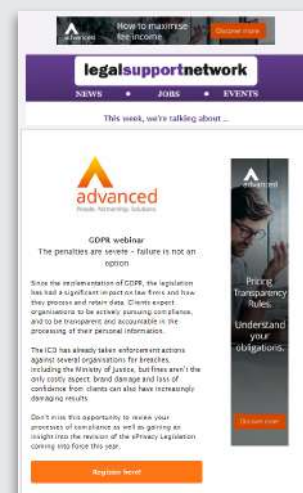 advanced
How to maximise
fee income
Discover more
legalsupportnetwork
NEWS • JOBS • EVENTS
This week, we're talking about ...
advanced
People. Partnership. Solutions.
GDPR webinar
The penalties are severe – failure is not an
option
Since the implementation of GDPR, the legislation
has had a significant impact on law firms and how
they process and retain data. Clients expect
organisations to be actively pursuing compliance,
and to be transparent and accountable in the
processing of their personal information.
The ICO has already taken enforcement actions
against several organisations for breaches,
including the Ministry of Justice, but fines aren't the
only costly aspect, brand damage and loss of
confidence from clients can also have increasingly
damaging results.
Don't miss this opportunity to review your
processes of compliance as well as gaining an
insight into the revision of the ePrivacy Legislation
coming into force this year.
Register here!
advanced
Pricing
Transparency
Rules.
Understand
your
obligations.
Discover more